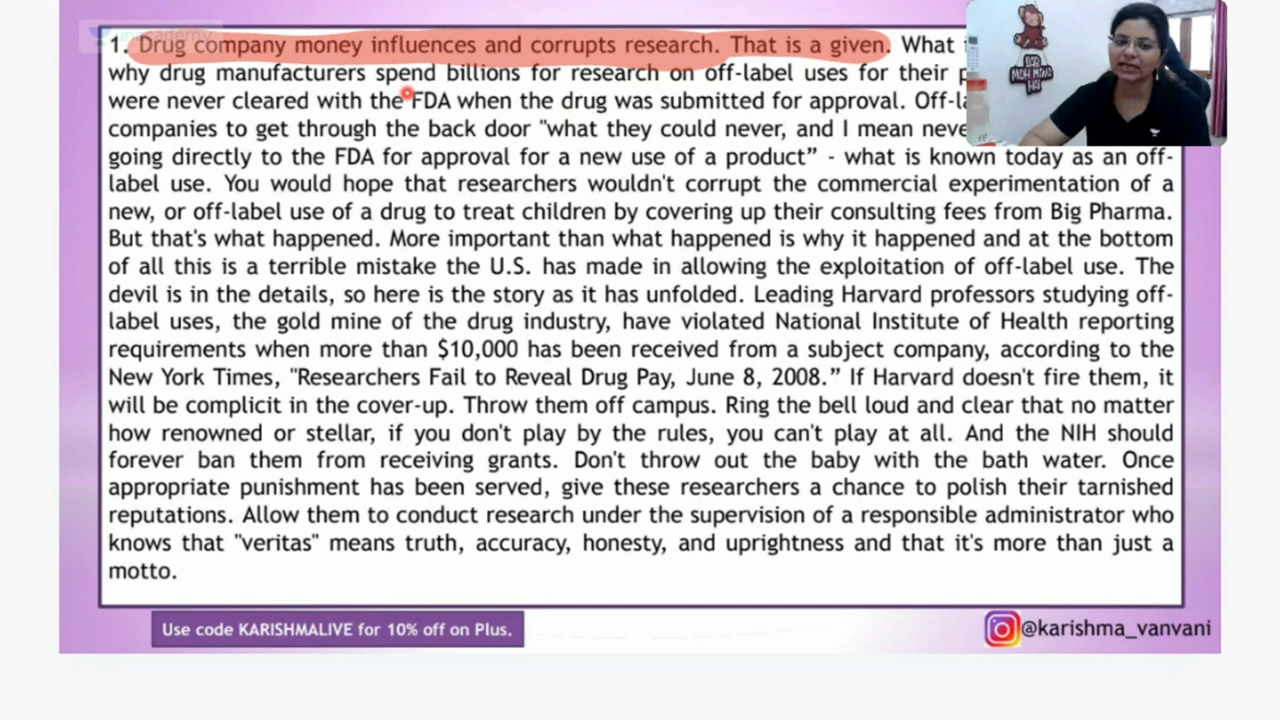 unacademy
1. Drug company money influences and corrupts research. That is a given. What
why drug manufacturers spend billions for research on off-label uses for their
were never cleared with the FDA when the drug was submitted for approval.
companies to get through the back door "what they could never, and I mean
going directly to the FDA for approval for a new use of a product” - what is known today as an off-
label use. You would hope that researchers wouldn't corrupt the commercial experimentation of a
new, or off-label use of a drug to treat children by covering up their consulting fees from Big Pharma.
But that's what happened. More important than what happened is why it happened and at the bottom
of all this is a terrible mistake the U.S. has made in allowing the exploitation of off-label use. The
devil is in the details, so here is the story as it has unfolded. Leading Harvard professors studying off-
label uses, the gold mine of the drug industry, have violated National Institute of Health reporting
requirements when more than $10,000 has been received from a subject company, according to the
New York Times, "Researchers Fail to Reveal Drug Pay, June 8, 2008.” If Harvard doesn't fire them, it
will be complicit in the cover-up. Throw them off campus. Ring the bell loud and clear that no matter
how renowned or stellar, if you don't play by the rules, you can't play at all. And the NIH should
forever ban them from receiving grants. Don't throw out the baby with the bath water. Once
appropriate punishment has been served, give these researchers a chance to polish their tarnished
reputations. Allow them to conduct research under the supervision of a responsible administrator who
knows that "veritas" means truth, accuracy, honesty, and uprightness and that it's more than just a
motto.
Use code KARISHMALIVE for 10% off on Plus.
@karishma_vanvani
SAB
MOH MAYA
HAI